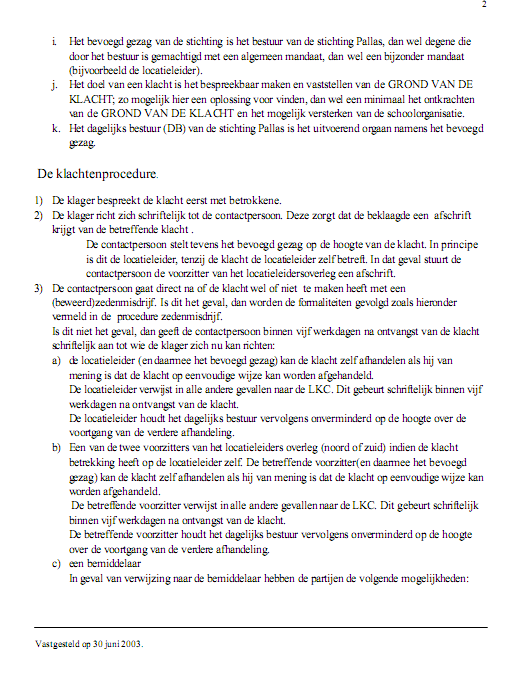 2
i. Het bevoegd gezag van de stichting is het bestuur van de stichting Pallas, dan wel degene die
door het bestuur is gemachtigd met een algemeen mandaat, dan wel een bijzonder mandaat
(bijvoorbeeld de locatieleider).
j. Het doel van een klacht is het bespreekbaar maken en vaststellen van de GROND VAN DE
KLACHT; zo mogelijk hier een oplossing voor vinden, dan wel een minimaal het ontkrachten
van de GROND VAN DE KLACHT en het mogelijk versterken van de schoolorganisatie.
k. Het dagelijks bestuur (DB) van de stichting Pallas is het uitvoerend orgaan namens het bevoegd
gezag.
De klachtenprocedure.
1) De klager bespreekt de klacht eerst met betrokkene.
2) De klager richt zich schriftelijk tot de contactpersoon. Deze zorgt dat de beklaagde een afschrift
krijgt van de betreffende klacht .
De contactpersoon stelt tevens het bevoegd gezag op de hoogte van de klacht. In principe
is dit de locatieleider, tenzij de klacht de locatieleider zelf betreft. In dat geval stuurt de
contactpersoon de voorzitter van het locatieleidersoverleg een afschrift.
3) De contactpersoon gaat direct na of de klacht wel of niet te maken heeft met een
(beweerd)zedenmisdrijf. Is dit het geval, dan worden de formaliteiten gevolgd zoals hieronder
vermeld in de procedure zedenmisdrijf.
Is dit niet het geval, dan geeft de contactpersoon binnen vijf werkdagen na ontvangst van de klacht
schriftelijk aan tot wie de klager zich nu kan richten:
a) de locatieleider (en daarmee het bevoegd gezag) kan de klacht zelf afhandelen als hij van
mening is dat de klacht op eenvoudige wijze kan worden afgehandeld.
De locatieleider verwijst in alle andere gevallen naar de LKC. Dit gebeurt schriftelijk binnen vijf
werkdagen na ontvangst van de klacht.
De locatieleider houdt het dagelijks bestuur vervolgens onverminderd op de hoogte over de
voortgang van de verdere afhandeling.
b) Een van de twee voorzitters van het locatieleiders overleg (noord of zuid) indien de klacht
betrekking heeft op de locatieleider zelf. De betreffende voorzitter(en daarmee het bevoegd
gezag) kan de klacht zelf afhandelen als hij van mening is dat de klacht op eenvoudige wijze kan
worden afgehandeld.
De betreffende voorzitter verwijst in alle andere gevallen naar de LKC. Dit gebeurt schriftelijk
binnen vijf werkdagen na ontvangst van de klacht.
De betreffende voorzitter houdt het dagelijks bestuur vervolgens onverminderd op de hoogte
over de voortgang van de verdere afhandeling.
c) een bemiddelaar
In geval van verwijzing naar de bemiddelaar hebben de partijen de volgende mogelijkheden:
Vastgesteld op 30 juni 2003.